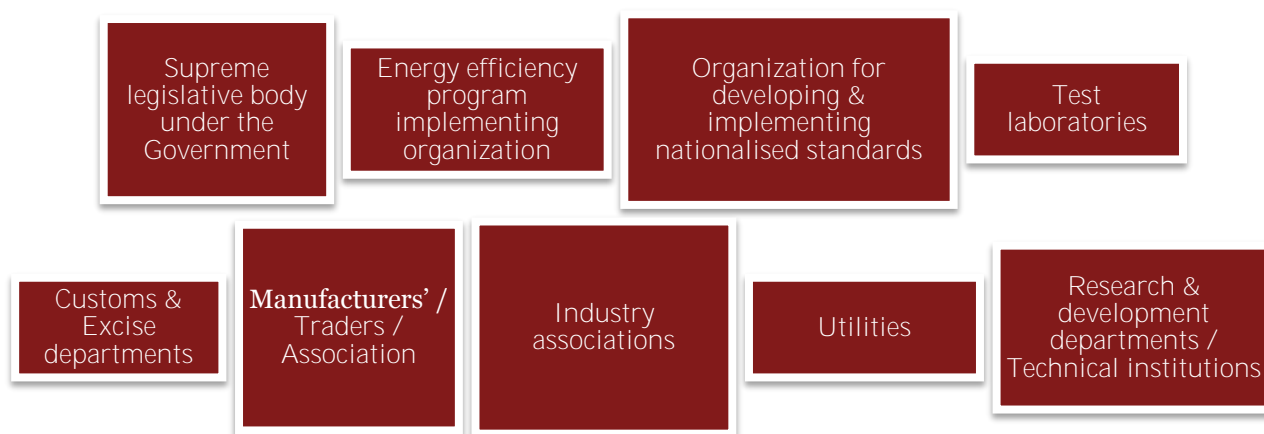 Supreme
legislative body
under the
Government
Energy efficiency
program
implementing
organization
Organization for
developing &
implementing
nationalised standards
Test
laboratories
Customs &
Excise
departments
Manufacturers’ /
Traders /
Association
Industry
associations
Utilities
Research &
development
departments /
Technical institutions